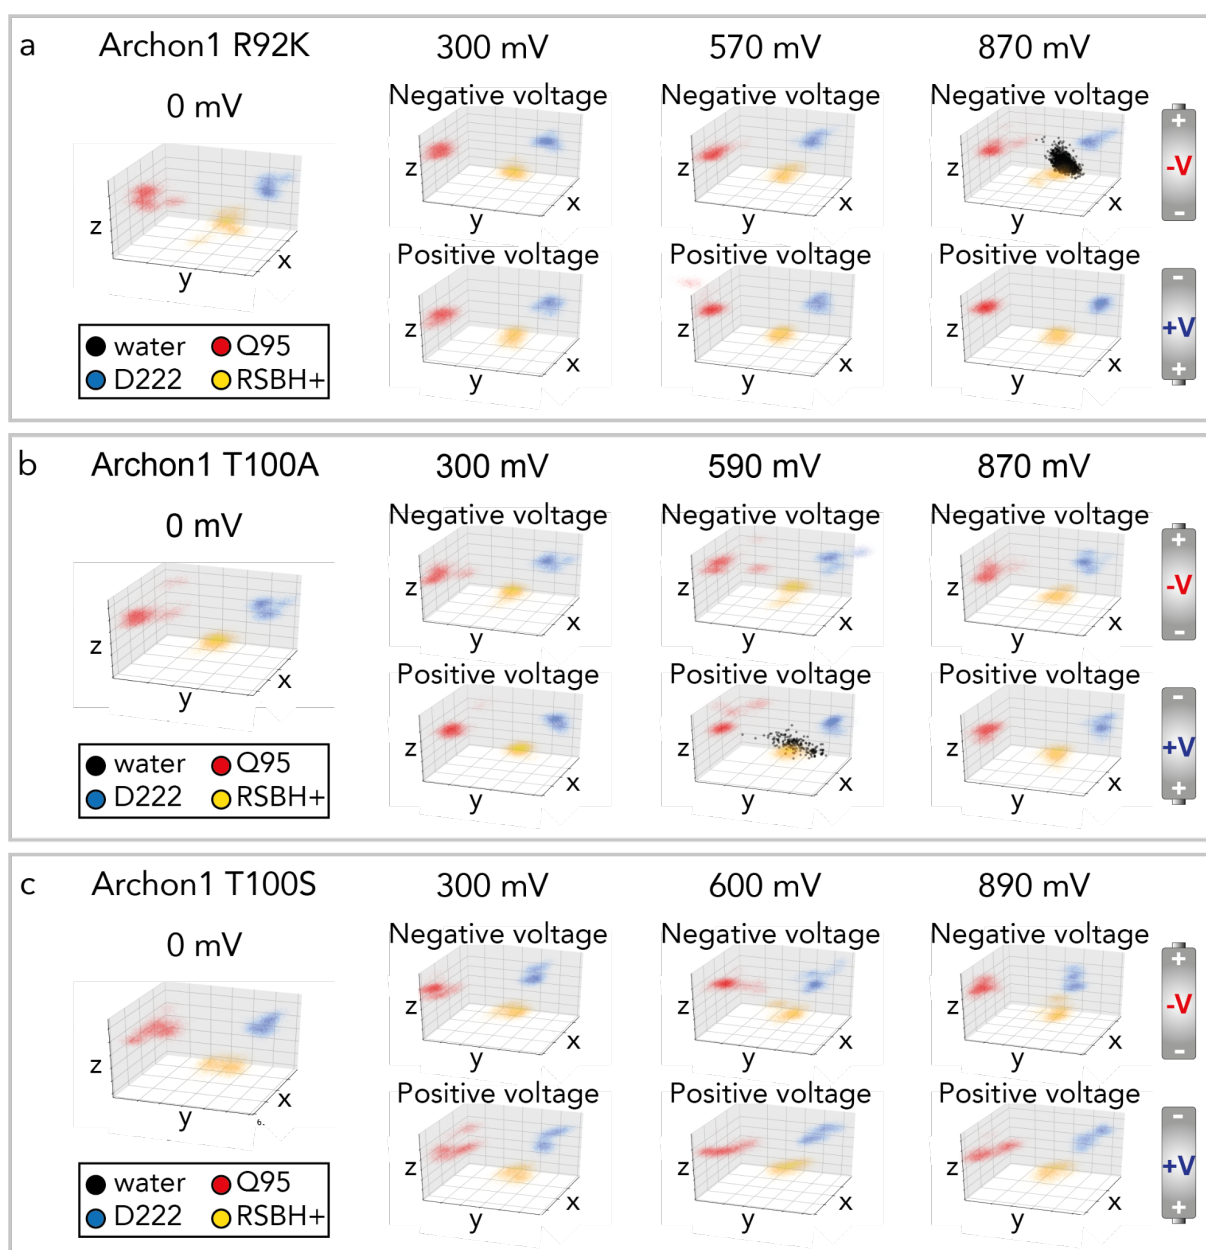 a Archon1 R92K 300 mV 570 mV 870 mV
0 mV
Negative voltage Negative voltage Negative voltage
z y x
z y x z y x z y x
+ -V -
Positive voltage Positive voltage Positive voltage
z y x z y x z y x
- +V +
water Q95
D222 RSBH+
b Archon1 T100A 300 mV 590 mV 870 mV
0 mV
Negative voltage Negative voltage Negative voltage
z y x
z y x z y x z y x
+ -V -
Positive voltage Positive voltage Positive voltage
z y x z y x z y x
- +V +
water Q95
D222 RSBH+
c Archon1 T100S 300 mV 600 mV 890 mV
0 mV
Negative voltage Negative voltage Negative voltage
z y x
6.
z y x z y x z y x
+ -V -
Positive voltage Positive voltage Positive voltage
z y x z y x z y x
- +V +
water Q95
D222 RSBH+